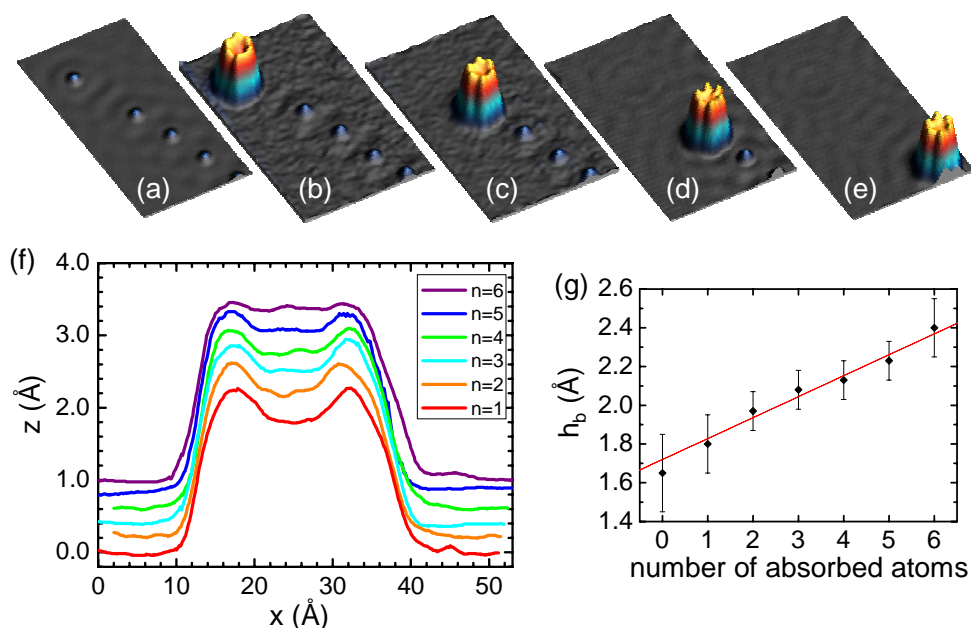 (a) (b) (c) (d) (e)
(f)
4.0
3.0
2.0
1.0
0.0
z (Å)
0 10 20 30 40 50
x (Å)
n=6
n=5
n=4
n=3
n=2
n=1
(g)
2.6
2.4
2.2
2.0
1.8
1.6
1.4
h_b (Å)
0 1 2 3 4 5 6
number of absorbed atoms